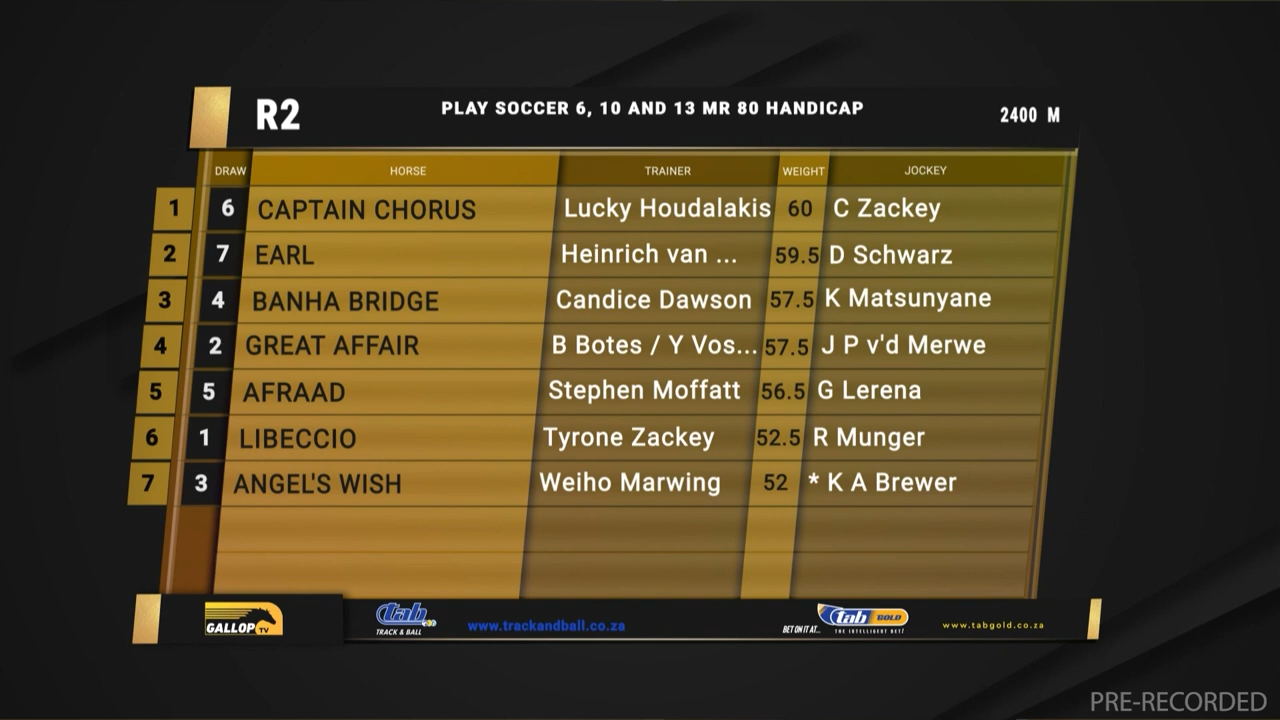 R2 PLAY SOCCER 6, 10 AND 13 MR 80 HANDICAP 2400 M
DRAW HORSE TRAINER WEIGHT JOCKEY
1 6 CAPTAIN CHORUS Lucky Houdalakis 60 C Zackey
2 7 EARL Heinrich van ... 59.5 D Schwarz
3 4 BANHA BRIDGE Candice Dawson 57.5 K Matsunyane
4 2 GREAT AFFAIR B Botes / Y Vos... 57.5 J P v'd Merwe
5 5 AFRAAD Stephen Moffatt 56.5 G Lerena
6 1 LIBECCIO Tyrone Zackey 52.5 R Munger
7 3 ANGEL'S WISH Weiho Marwing 52 * K A Brewer
GALLOP TV tab TRACK & BALL www.trackandball.co.za BET ON IT AT... tab GOLD THE INTELLIGENT BET! www.tabgold.co.za
PRE-RECORDED